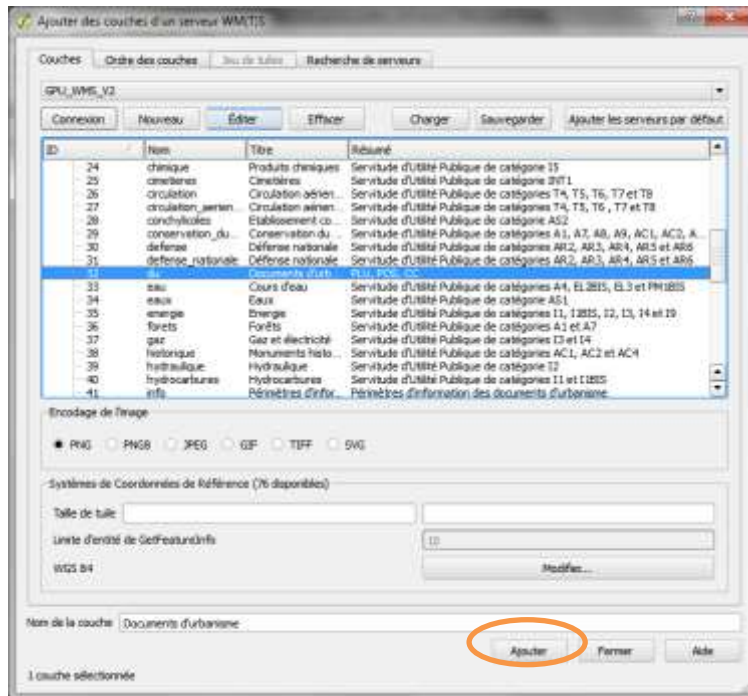 Ajouter des couches d'un serveur WM(T)S
Couches Ordre des couches Jeu de tuiles Recherche de serveurs
GPU_WMS_V2
Connexion Nouveau Éditer Effacer Charger Sauvegarder Ajouter les serveurs par défaut
ID Nom Titre Résumé
24 chimique Produits chimiques Servitude d'Utilité Publique de catégorie I5
25 cimetieres Cimetières Servitude d'Utilité Publique de catégorie INT1
26 circulation Circulation aérien... Servitude d'Utilité Publique de catégories T4, T5, T6, T7 et T8
27 circulation_aerien... Circulation aérien... Servitude d'Utilité Publique de catégories T4, T5, T6, T7 et T8
28 conchylicoles Etablissement co... Servitude d'Utilité Publique de catégorie AS2
29 conservation_du... Conservation du ... Servitude d'Utilité Publique de catégories A1, A7, A8, A9, AC1, AC2, A...
30 defense Défense nationale Servitude d'Utilité Publique de catégories AR2, AR3, AR4, AR5 et AR6
31 defense_nationale Défense nationale Servitude d'Utilité Publique de catégories AR2, AR3, AR4, AR5 et AR6
32 du Documents d'urb... PLU, POS, CC
33 eau Cours d'eau Servitude d'Utilité Publique de catégories A4, EL2BIS, EL3 et PM1BIS
34 eaux Eaux Servitude d'Utilité Publique de catégorie AS1
35 energie Energie Servitude d'Utilité Publique de catégories I1, I1BIS, I2, I3, I4 et I9
36 forets Forêts Servitude d'Utilité Publique de catégories A1 et A7
37 gaz Gaz et électricité Servitude d'Utilité Publique de catégories I3 et I4
38 historique Monuments histo... Servitude d'Utilité Publique de catégories AC1, AC2 et AC4
39 hydraulique Hydraulique Servitude d'Utilité Publique de catégorie I2
40 hydrocarbures Hydrocarbures Servitude d'Utilité Publique de catégories I1 et I1BIS
41 info Périmètres d'infor... Périmètres d'information des documents d'urbanisme
Encodage de l'image
PNG PNG8 JPEG GIF TIFF SVG
Systèmes de Coordonnées de Référence (76 disponibles)
Taille de tuile
Limite d'entité de GetFeatureInfo 10
WGS 84 Modifier...
Nom de la couche Documents d'urbanisme
Ajouter Fermer Aide
1 couche sélectionnée